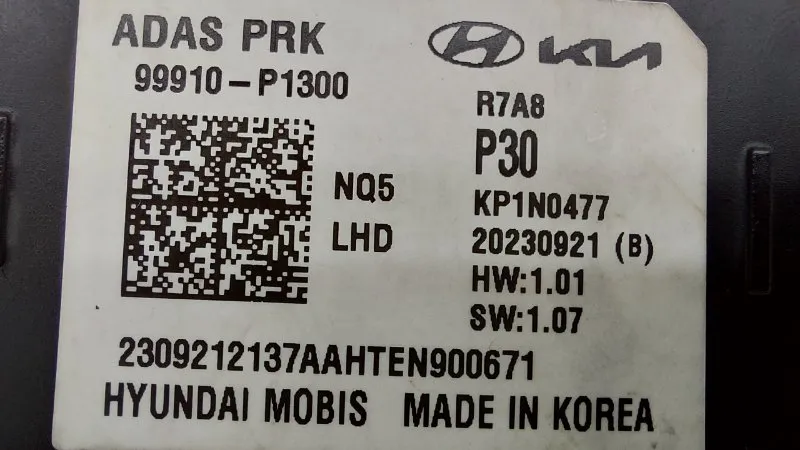 ADAS PRK
99910-P1300
KIA
R7A8
P30
NQ5
LHD
KP1N0477
20230921 (B)
HW:1.01
SW:1.07
2309212137AAHTEN900671
HYUNDAI MOBIS MADE IN KOREA